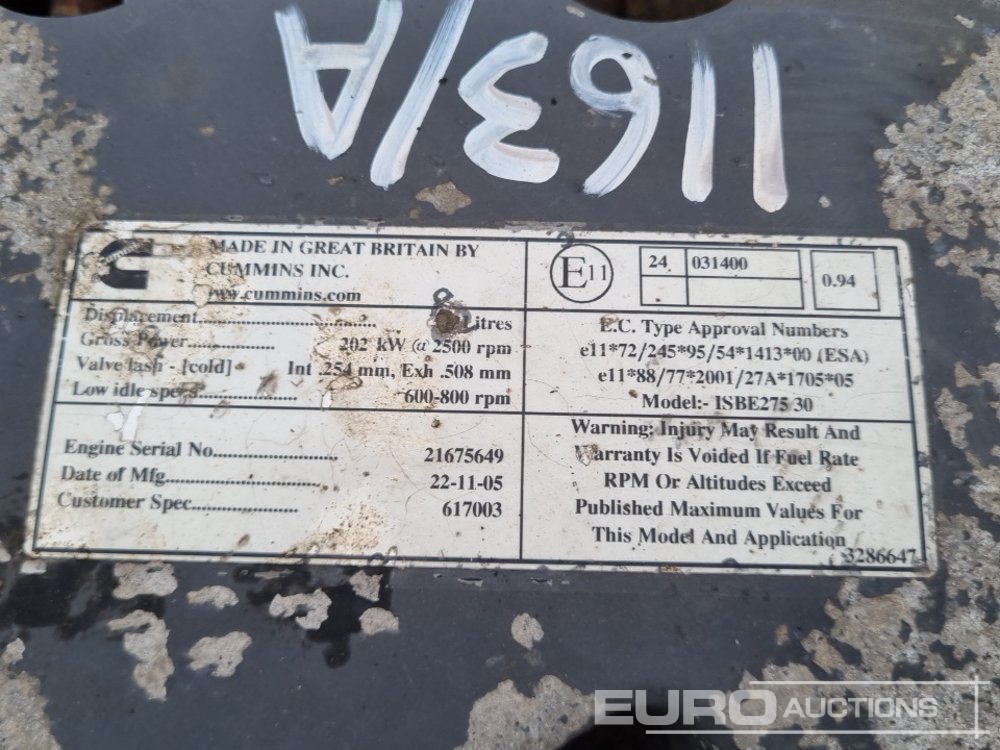 1163/A
MADE IN GREAT BRITAIN BY
CUMMINS INC.
www.cummins.com
Displacement.................................. Litres
Gross Power................ 202 kW @ 2500 rpm
Valve lash - [cold] - Int .254 mm, Exh .508 mm
Low idle speed.................. 600-800 rpm
Engine Serial No....................... 21675649
Date of Mfg............................. 22-11-05
Customer Spec................... 617003
E11
24 031400
0.94
E.C. Type Approval Numbers
e11*72/245*95/54*1413*00 (ESA)
e11*88/77*2001/27A*1705*05
Model:- ISBE275 30
Warning: Injury May Result And
Warranty Is Voided If Fuel Rate
RPM Or Altitudes Exceed
Published Maximum Values For
This Model And Application
3286647
EURO AUCTIONS